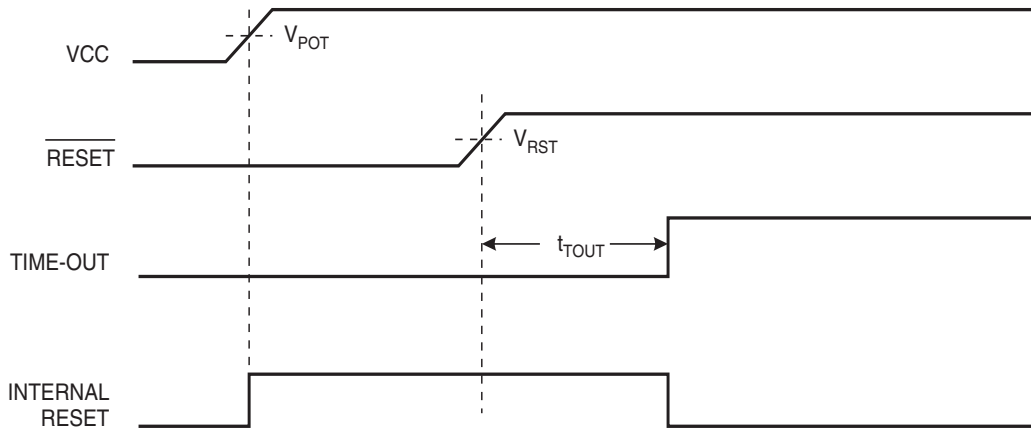 VCC
VPOT
RESET
VRST
TIME-OUT
tTOUT
INTERNAL
RESET